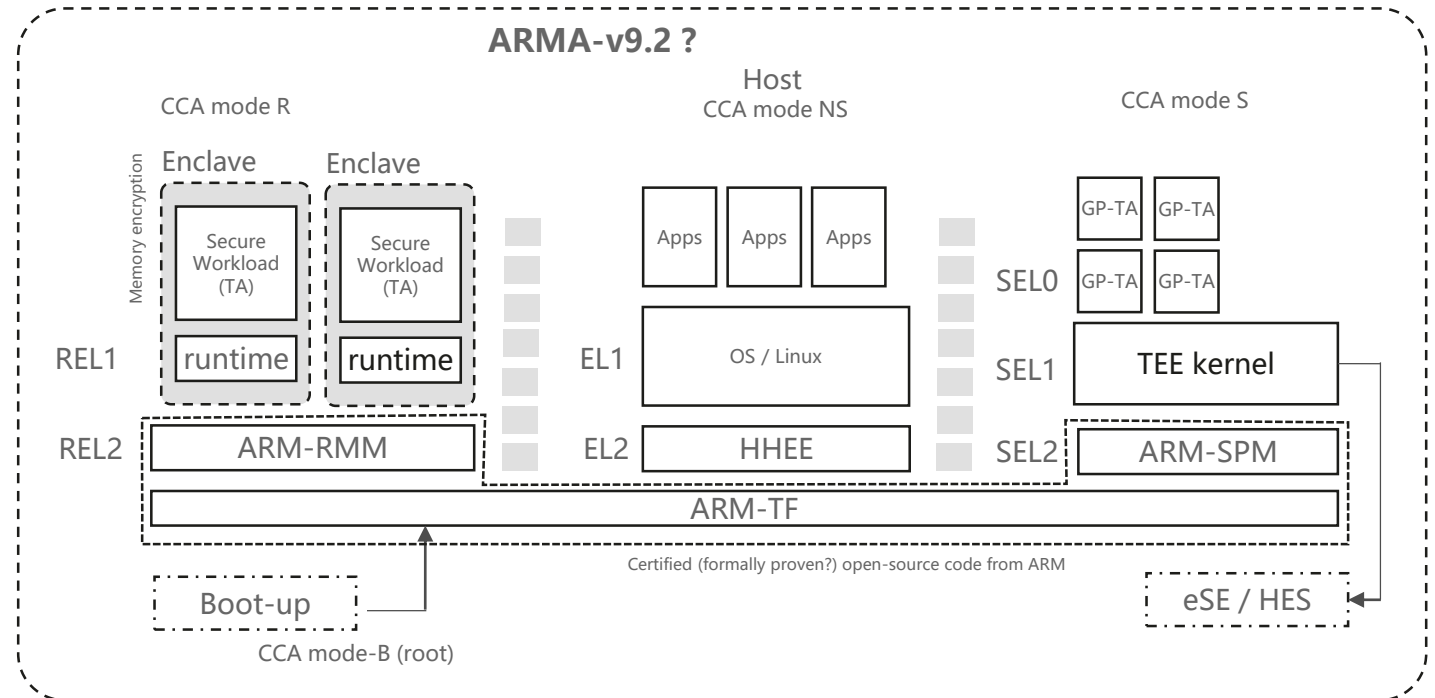 ARMA-v9.2 ?
CCA mode R
Host
CCA mode NS
CCA mode S
Memory encryption
Enclave
Enclave
Secure
Workload
(TA)
Secure
Workload
(TA)
Apps
Apps
Apps
GP-TA
GP-TA
GP-TA
GP-TA
SEL0
REL1
runtime
runtime
EL1
OS / Linux
SEL1
TEE kernel
REL2
ARM-RMM
EL2
HHEE
SEL2
ARM-SPM
ARM-TF
Certified (formally proven?) open-source code from ARM
Boot-up
eSE / HES
CCA mode-B (root)